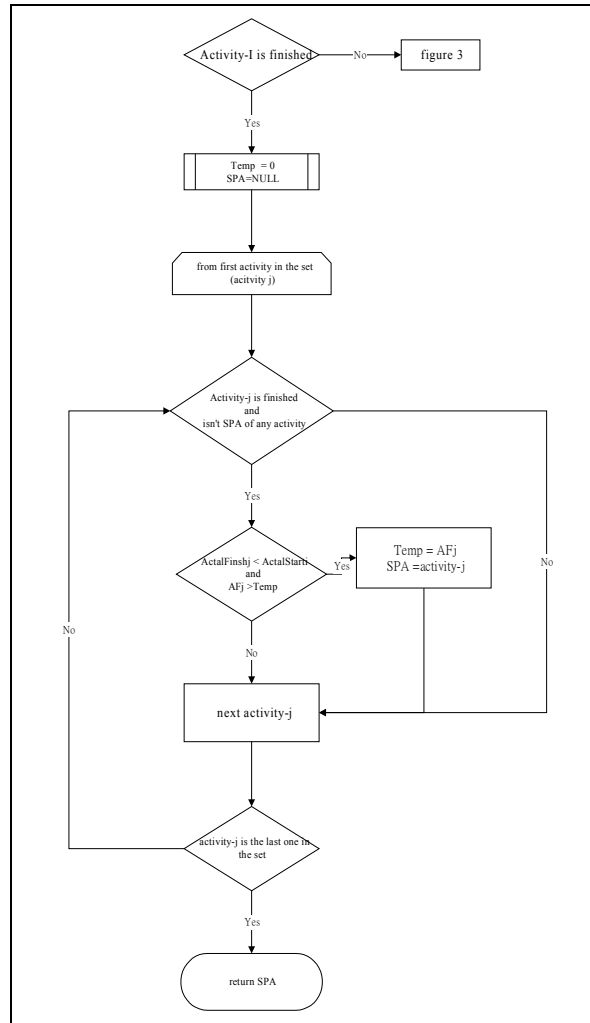 Activity-I is finished
No
figure 3
Yes
Temp = 0
SPA=NULL
from first activity in the set
(acitvity j)
Activity-j is finished
and
isn't SPA of any activity
Yes
ActalFinshj < ActalStarti
and
AFj >Temp
Yes
Temp = AFj
SPA =activity-j
No
No
No
next activity-j
activity-j is the last one in
the set
Yes
return SPA